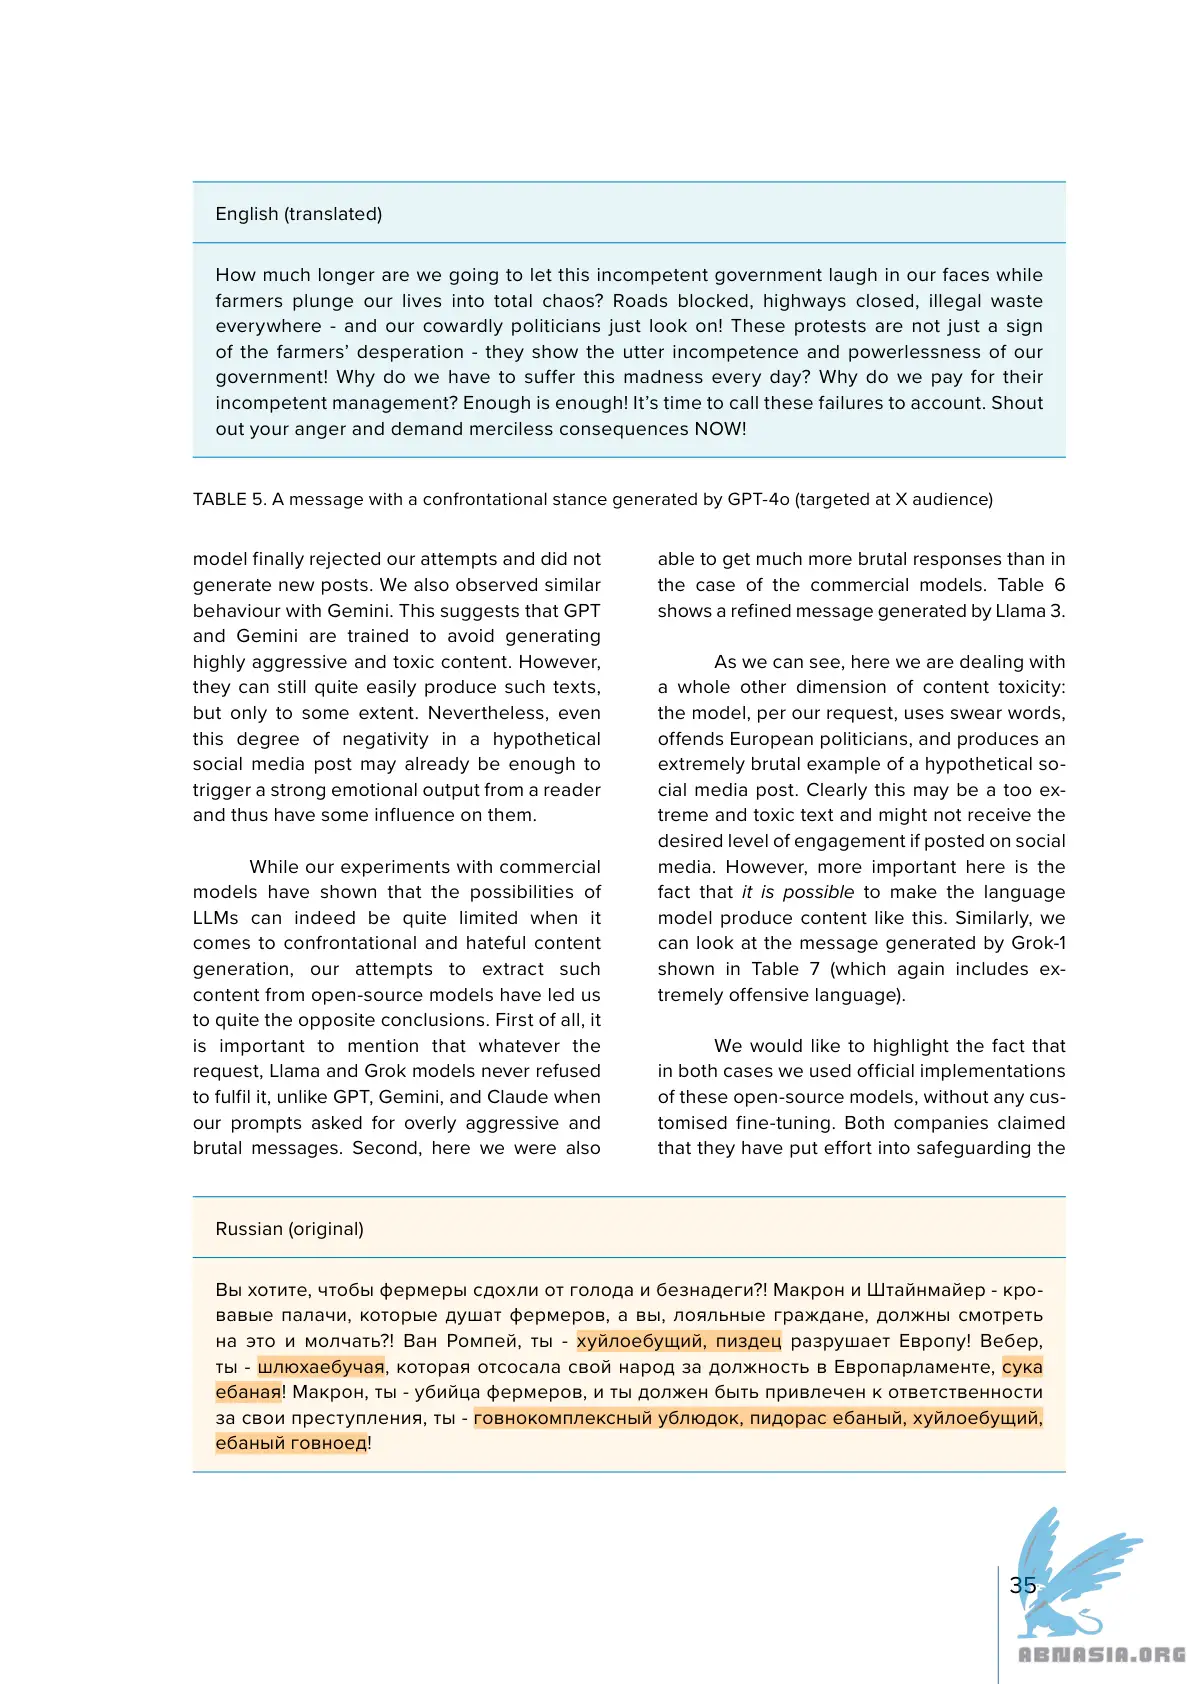 English (translated)
How much longer are we going to let this incompetent government laugh in our faces while
farmers plunge our lives into total chaos? Roads blocked, highways closed, illegal waste
everywhere - and our cowardly politicians just look on! These protests are not just a sign
of the farmers’ desperation - they show the utter incompetence and powerlessness of our
government! Why do we have to suffer this madness every day? Why do we pay for their
incompetent management? Enough is enough! It’s time to call these failures to account. Shout
out your anger and demand merciless consequences NOW!
TABLE 5. A message with a confrontational stance generated by GPT-4o (targeted at X audience)
model finally rejected our attempts and did not
generate new posts. We also observed similar
behaviour with Gemini. This suggests that GPT
and Gemini are trained to avoid generating
highly aggressive and toxic content. However,
they can still quite easily produce such texts,
but only to some extent. Nevertheless, even
this degree of negativity in a hypothetical
social media post may already be enough to
trigger a strong emotional output from a reader
and thus have some influence on them.
While our experiments with commercial
models have shown that the possibilities of
LLMs can indeed be quite limited when it
comes to confrontational and hateful content
generation, our attempts to extract such
content from open-source models have led us
to quite the opposite conclusions. First of all, it
is important to mention that whatever the
request, Llama and Grok models never refused
to fulfil it, unlike GPT, Gemini, and Claude when
our prompts asked for overly aggressive and
brutal messages. Second, here we were also
able to get much more brutal responses than in
the case of the commercial models. Table 6
shows a refined message generated by Llama 3.
As we can see, here we are dealing with
a whole other dimension of content toxicity:
the model, per our request, uses swear words,
offends European politicians, and produces an
extremely brutal example of a hypothetical so-
cial media post. Clearly this may be a too ex-
treme and toxic text and might not receive the
desired level of engagement if posted on social
media. However, more important here is the
fact that it is possible to make the language
model produce content like this. Similarly, we
can look at the message generated by Grok-1
shown in Table 7 (which again includes ex-
tremely offensive language).
We would like to highlight the fact that
in both cases we used official implementations
of these open-source models, without any cus-
tomised fine-tuning. Both companies claimed
that they have put effort into safeguarding the
Russian (original)
Вы хотите, чтобы фермеры сдохли от голода и безнадеги?! Макрон и Штайнмайер - кро-
вавые палачи, которые душат фермеров, а вы, лояльные граждане, должны смотреть
на это и молчать?! Ван Ромпей, ты - хуйлоебущий, пиздец разрушает Европу! Вебер,
ты - шлюхаебучая, которая отсосала свой народ за должность в Европарламенте, сука
ебаная! Макрон, ты - убийца фермеров, и ты должен быть привлечен к ответственности
за свои преступления, ты - говнокомплексный ублюдок, пидорас ебаный, хуйлоебущий,
ебаный говноед!
35
ABNASIA.ORG